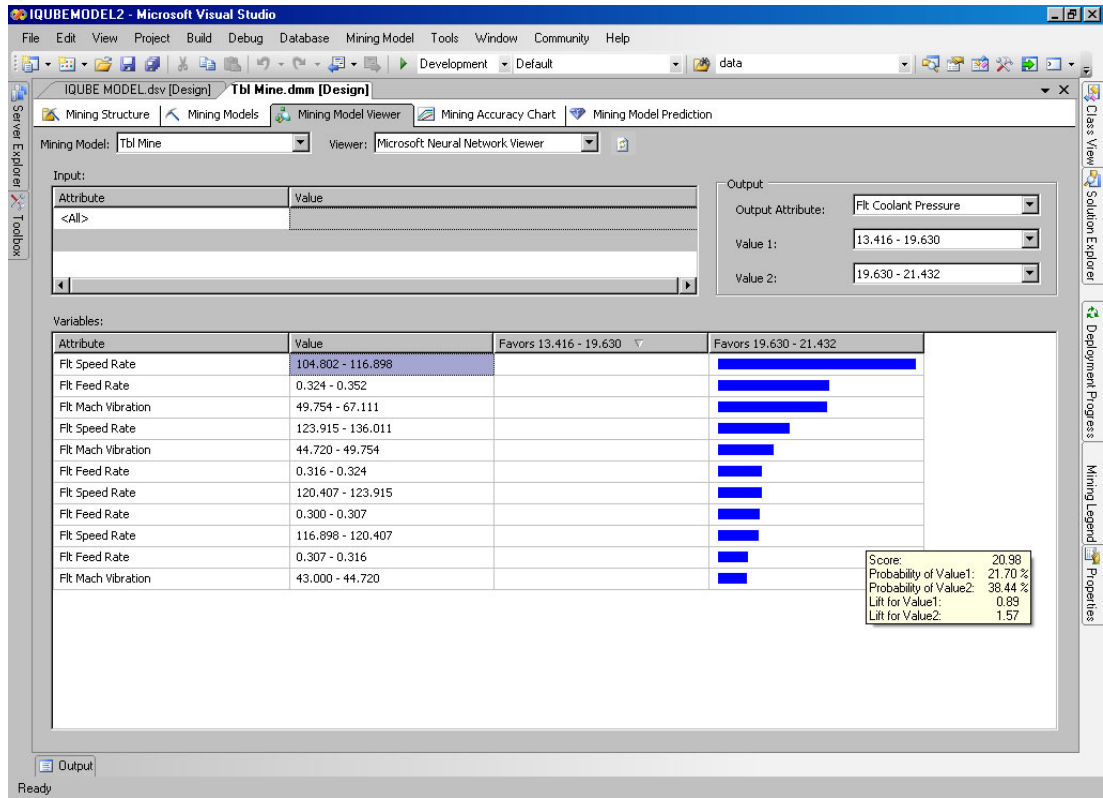 IQUBEMODEL2 - Microsoft Visual Studio
File Edit View Project Build Debug Database Mining Model Tools Window Community Help
Development Default data
IQUBE MODEL.dsv [Design] Tbl Mine.dmm [Design]
Mining Structure Mining Models Mining Model Viewer Mining Accuracy Chart Mining Model Prediction
Mining Model: Tbl Mine Viewer: Microsoft Neural Network Viewer
Input:
Attribute Value
<All>
Output
Output Attribute: Flt Coolant Pressure
Value 1: 13.416 - 19.630
Value 2: 19.630 - 21.432
Variables:
Attribute Value Favors 13.416 - 19.630 Favors 19.630 - 21.432
Flt Speed Rate 104.802 - 116.898
Flt Feed Rate 0.324 - 0.352
Flt Mach Vibration 49.754 - 67.111
Flt Speed Rate 123.915 - 136.011
Flt Mach Vibration 44.720 - 49.754
Flt Feed Rate 0.316 - 0.324
Flt Speed Rate 120.407 - 123.915
Flt Feed Rate 0.300 - 0.307
Flt Speed Rate 116.898 - 120.407
Flt Feed Rate 0.307 - 0.316
Flt Mach Vibration 43.000 - 44.720
Score: 20.98
Probability of Value1: 21.70 %
Probability of Value2: 38.44 %
Lift for Value1: 0.89
Lift for Value2: 1.57
Server Explorer
Toolbox
Class View
Solution Explorer
Deployment Progress
Mining Legend
Properties
Output
Ready